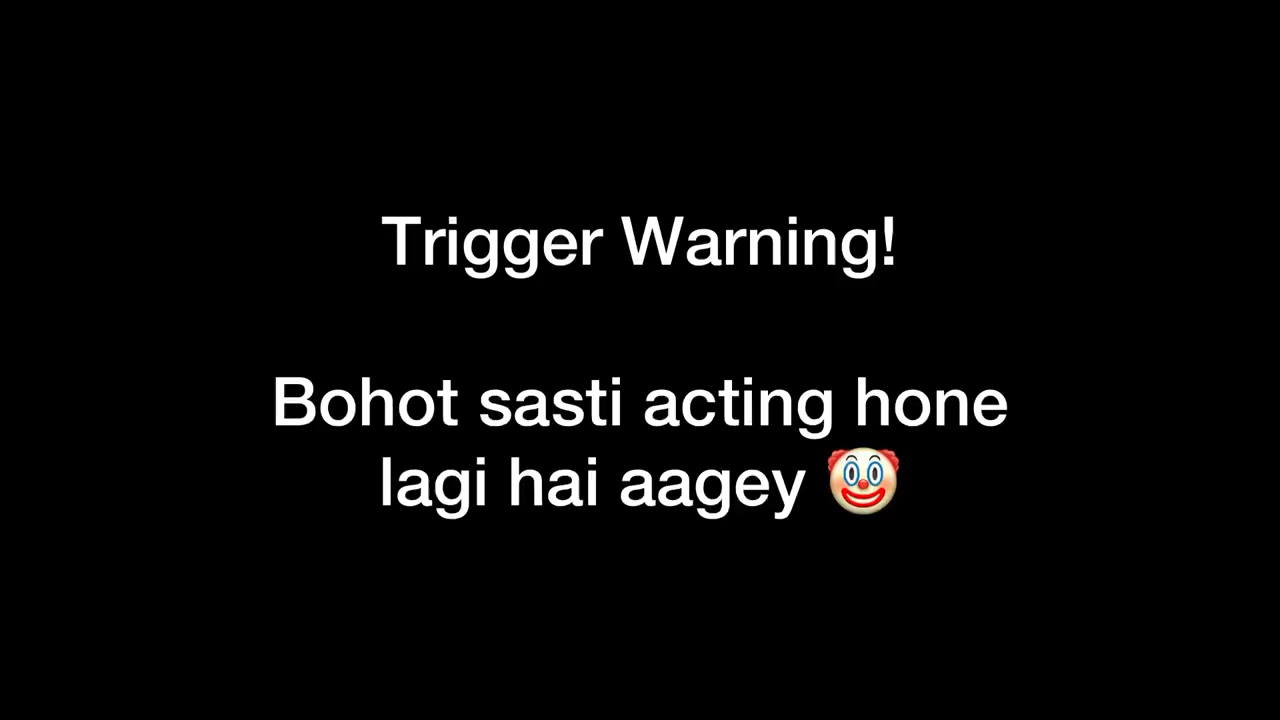 Trigger Warning!
Bohot sasti acting hone
lagi hai aagey 🤡